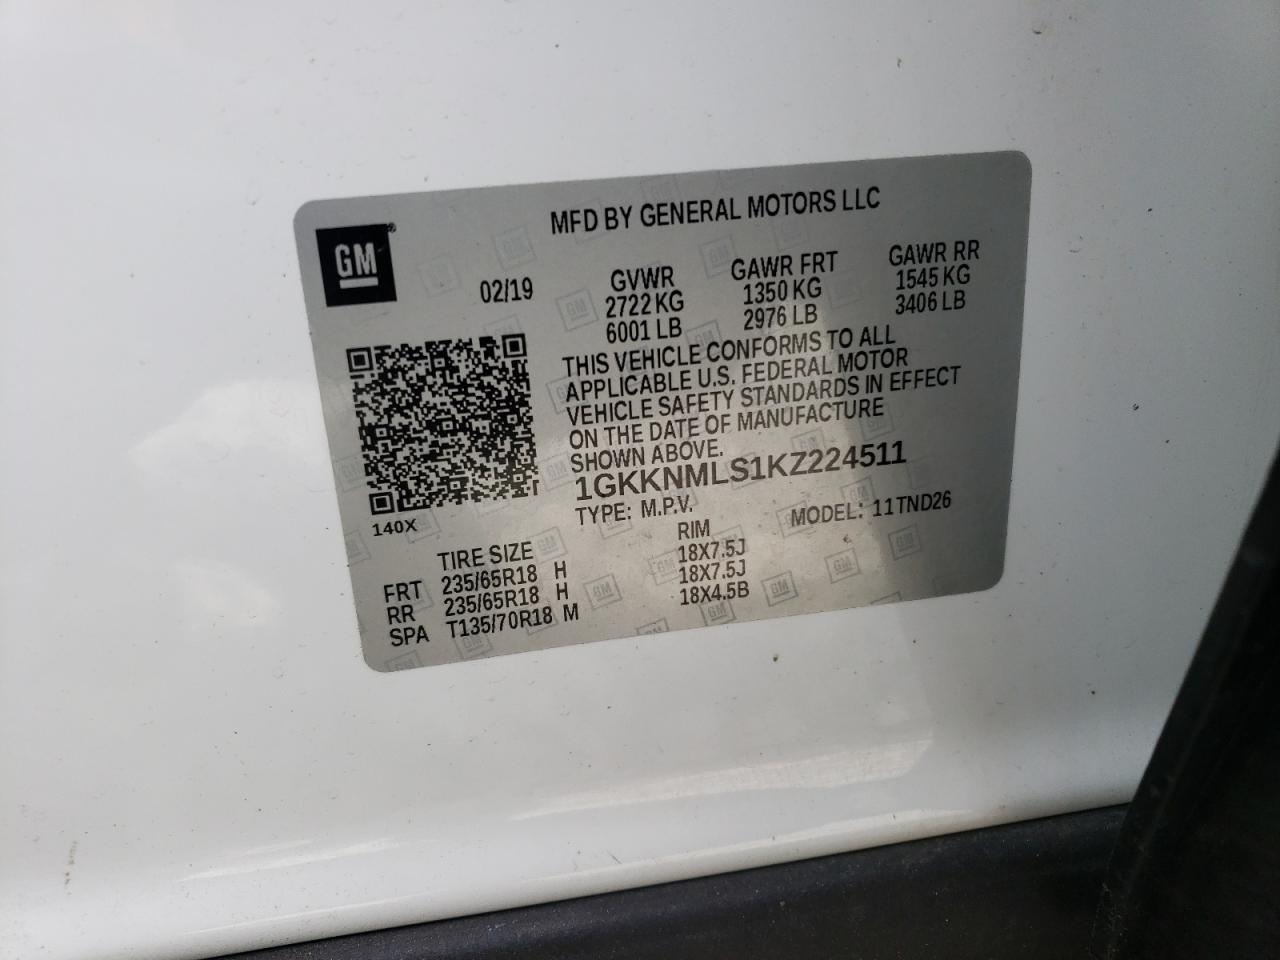 MFD BY GENERAL MOTORS LLC
GM
02/19
GVWR
2722 KG
6001 LB
GAWR FRT
1350 KG
2976 LB
GAWR RR
1545 KG
3406 LB
THIS VEHICLE CONFORMS TO ALL
APPLICABLE U.S. FEDERAL MOTOR
VEHICLE SAFETY STANDARDS IN EFFECT
ON THE DATE OF MANUFACTURE
SHOWN ABOVE.
1GKKNMLS1KZ224511
TYPE: M.P.V. MODEL: 11TND26
140X
TIRE SIZE RIM
FRT 235/65R18 H 18X7.5J
RR 235/65R18 H 18X7.5J
SPA T135/70R18 M 18X4.5B